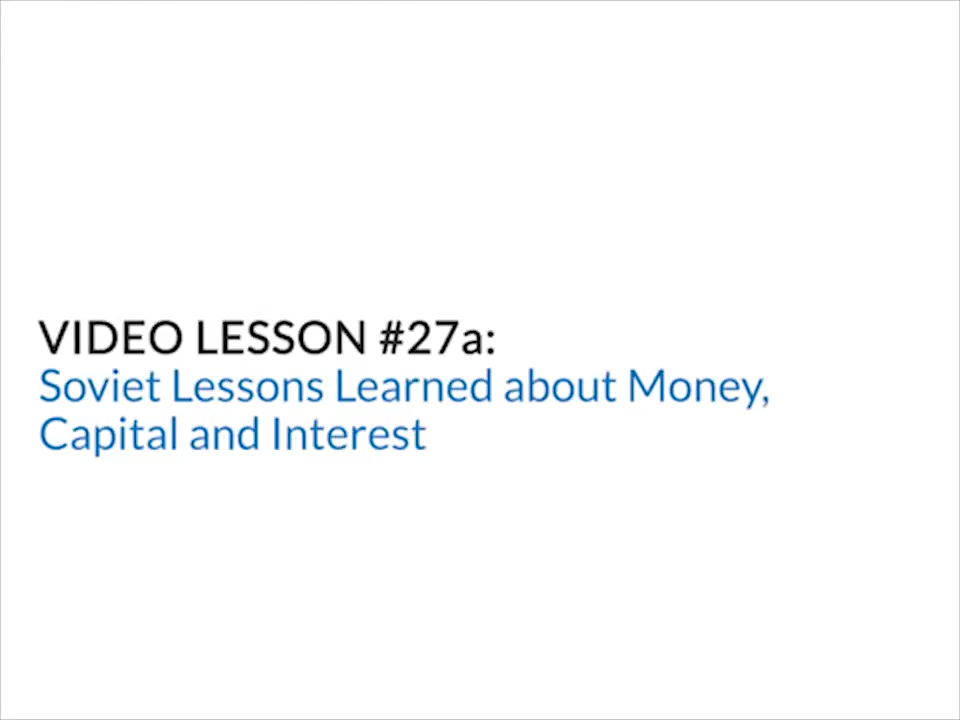 VIDEO LESSON #27a:
Soviet Lessons Learned about Money,
Capital and Interest